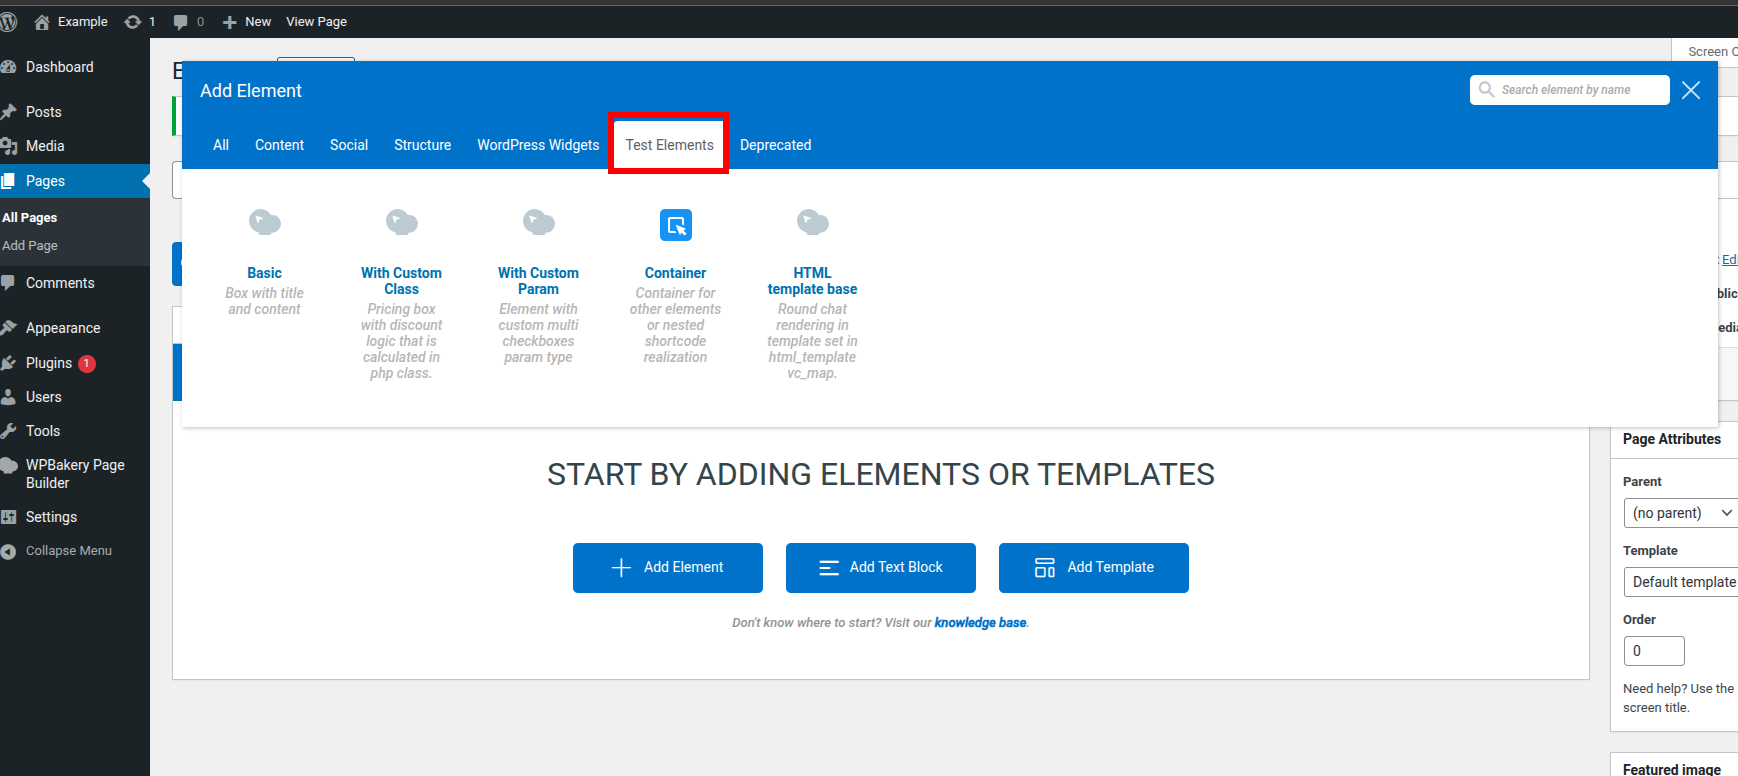 Example 1 0 New View Page
Dashboard
Posts
Media
Pages
All Pages
Add Page
Comments
Appearance
Plugins 1
Users
Tools
WPBakery Page
Builder
Settings
Collapse Menu
Add Element
Search element by name
All Content Social Structure WordPress Widgets Test Elements Deprecated
Basic
Box with title
and content
With Custom
Class
Pricing box
with discount
logic that is
calculated in
php class.
With Custom
Param
Element with
custom multi
checkboxes
param type
Container
Container for
other elements
or nested
shortcode
realization
HTML
template base
Round chat
rendering in
template set in
html_template
vc_map.
START BY ADDING ELEMENTS OR TEMPLATES
Add Element Add Text Block Add Template
Don't know where to start? Visit our knowledge base.
Screen
Edi
blic
edia
Page Attributes
Parent
(no parent)
Template
Default template
Order
0
Need help? Use the
screen title.
Featured image